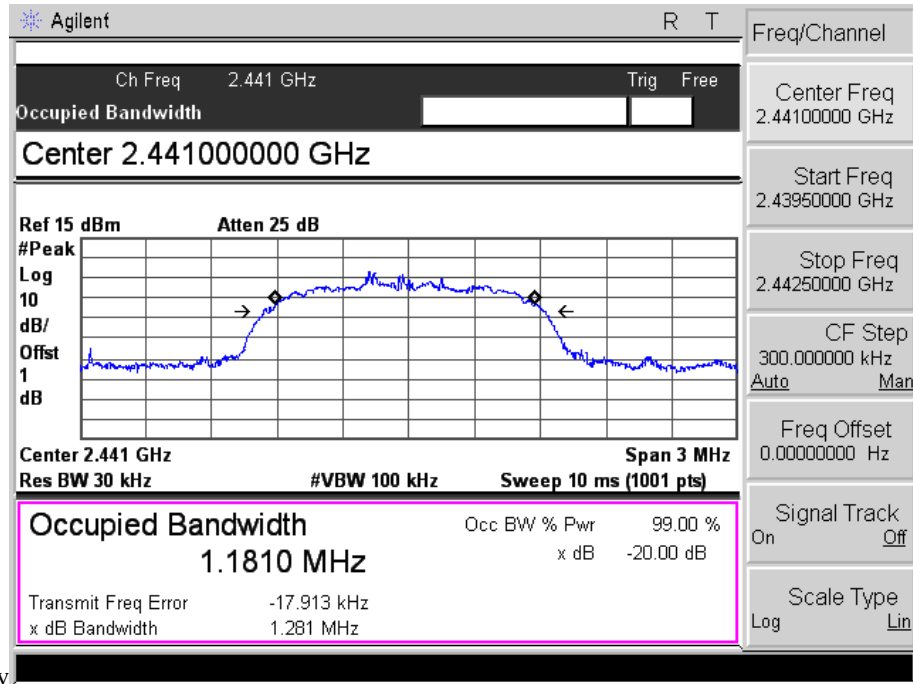 Agilent R T
Ch Freq 2.441 GHz Trig Free
Occupied Bandwidth
Center 2.441000000 GHz
Ref 15 dBm Atten 25 dB
#Peak
Log
10
dB/
Offst
1
dB
Center 2.441 GHz Span 3 MHz
Res BW 30 kHz #VBW 100 kHz Sweep 10 ms (1001 pts)
Occupied Bandwidth
1.1810 MHz
Occ BW % Pwr 99.00 %
x dB -20.00 dB
Transmit Freq Error -17.913 kHz
x dB Bandwidth 1.281 MHz
Freq/Channel
Center Freq
2.44100000 GHz
Start Freq
2.43950000 GHz
Stop Freq
2.44250000 GHz
CF Step
300.000000 kHz
Auto Man
Freq Offset
0.00000000 Hz
Signal Track
On Off
Scale Type
Log Lin